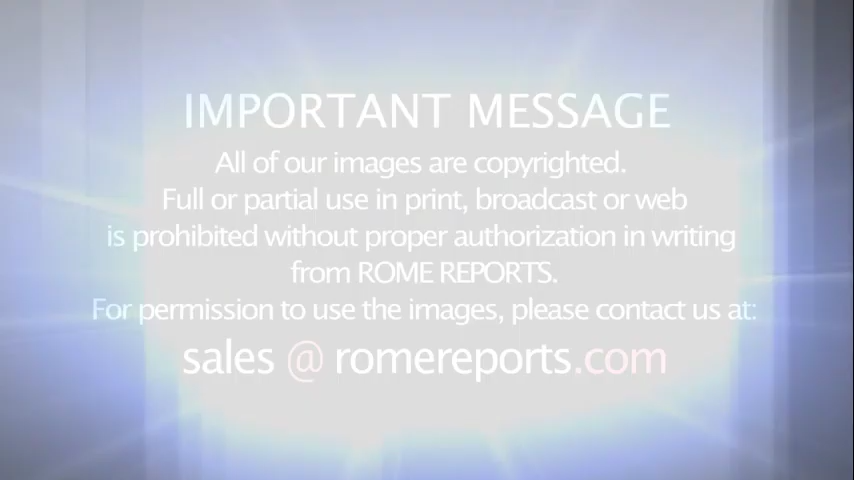 IMPORTANT MESSAGE
All of our images are copyrighted.
Full or partial use in print, broadcast or web
is prohibited without proper authorization in writing
from ROME REPORTS.
For permission to use the images, please contact us at:
sales @ romereports.com